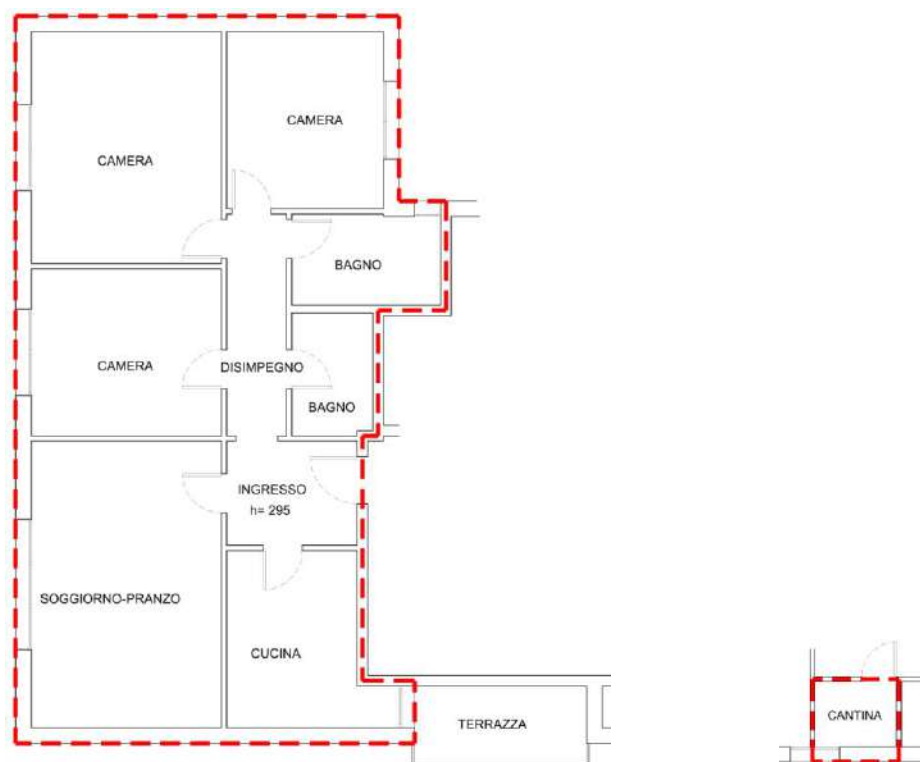 CAMERA
CAMERA
BAGNO
CAMERA
DISIMPEGNO
BAGNO
INGRESSO
h= 295
SOGGIORNO-PRANZO
CUCINA
TERRAZZA
CANTINA